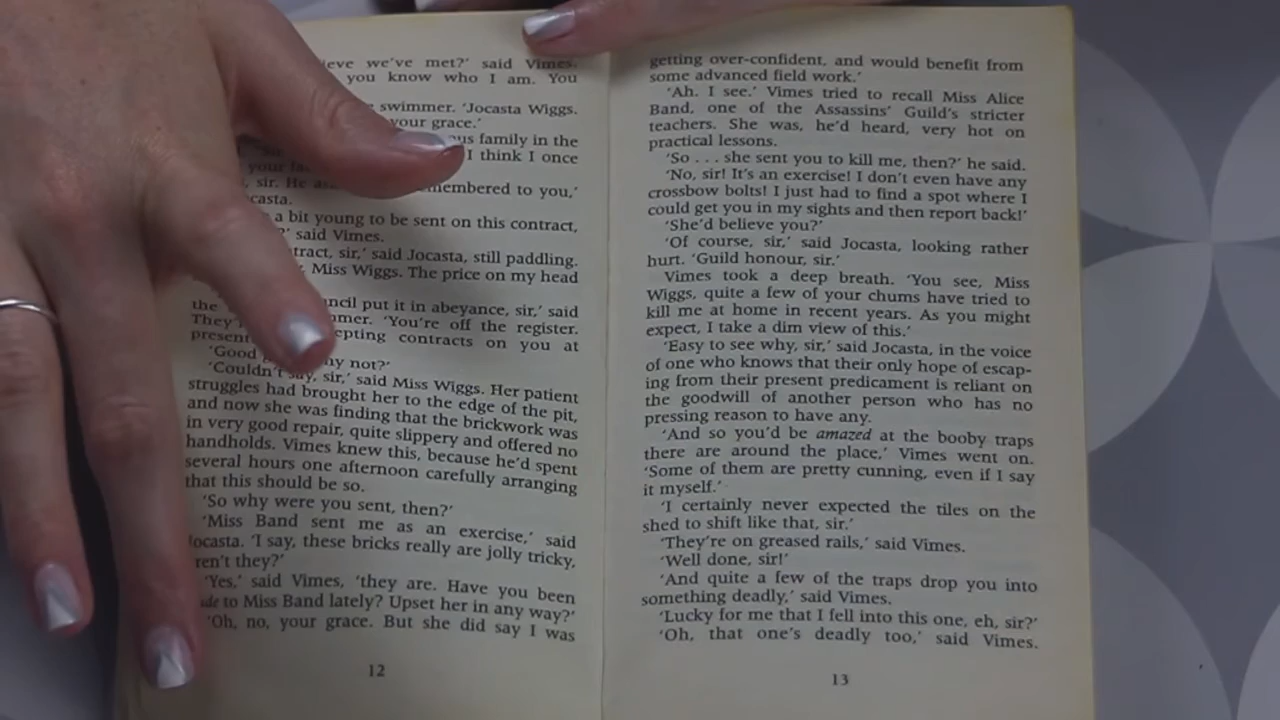 ieve we've met?' said Vimes.
you know who I am. You
swimmer. 'Jocasta Wiggs.
your grace.'
us family in the
I think I once
your
, sir. He membered to you,'
casta.
a bit young to be sent on this contract,
?' said Vimes.
tract, sir,' said Jocasta, still paddling.
Miss Wiggs. The price on my head
the ncil put it in abeyance, sir,' said
mer. 'You're off the register.
They' epting contracts on you at
present
'Good hy not?'
'Couldn't say, sir,' said Miss Wiggs. Her patient
struggles had brought her to the edge of the pit,
and now she was finding that the brickwork was
in very good repair, quite slippery and offered no
handholds. Vimes knew this, because he'd spent
several hours one afternoon carefully arranging
that this should be so.
'So why were you sent, then?'
'Miss Band sent me as an exercise,' said
Jocasta. 'I say, these bricks really are jolly tricky,
ren't they?'
'Yes,' said Vimes, 'they are. Have you been
de to Miss Band lately? Upset her in any way?'
'Oh, no, your grace. But she did say I was
12
getting over-confident, and would benefit from
some advanced field work.'
'Ah. I see.' Vimes tried to recall Miss Alice
Band, one of the Assassins' Guild's stricter
teachers. She was, he'd heard, very hot on
practical lessons.
'So . . . she sent you to kill me, then?' he said.
'No, sir! It's an exercise! I don't even have any
crossbow bolts! I just had to find a spot where I
could get you in my sights and then report back!'
'She'd believe you?'
'Of course, sir,' said Jocasta, looking rather
hurt. 'Guild honour, sir.'
Vimes took a deep breath. 'You see, Miss
Wiggs, quite a few of your chums have tried to
kill me at home in recent years. As you might
expect, I take a dim view of this.'
'Easy to see why, sir,' said Jocasta, in the voice
of one who knows that their only hope of escap-
ing from their present predicament is reliant on
the goodwill of another person who has no
pressing reason to have any.
'And so you'd be amazed at the booby traps
there are around the place,' Vimes went on.
'Some of them are pretty cunning, even if I say
it myself.'
'I certainly never expected the tiles on the
shed to shift like that, sir.'
'They're on greased rails,' said Vimes.
'Well done, sir!'
'And quite a few of the traps drop you into
something deadly,' said Vimes.
'Lucky for me that I fell into this one, eh, sir?'
'Oh, that one's deadly too,' said Vimes.
13